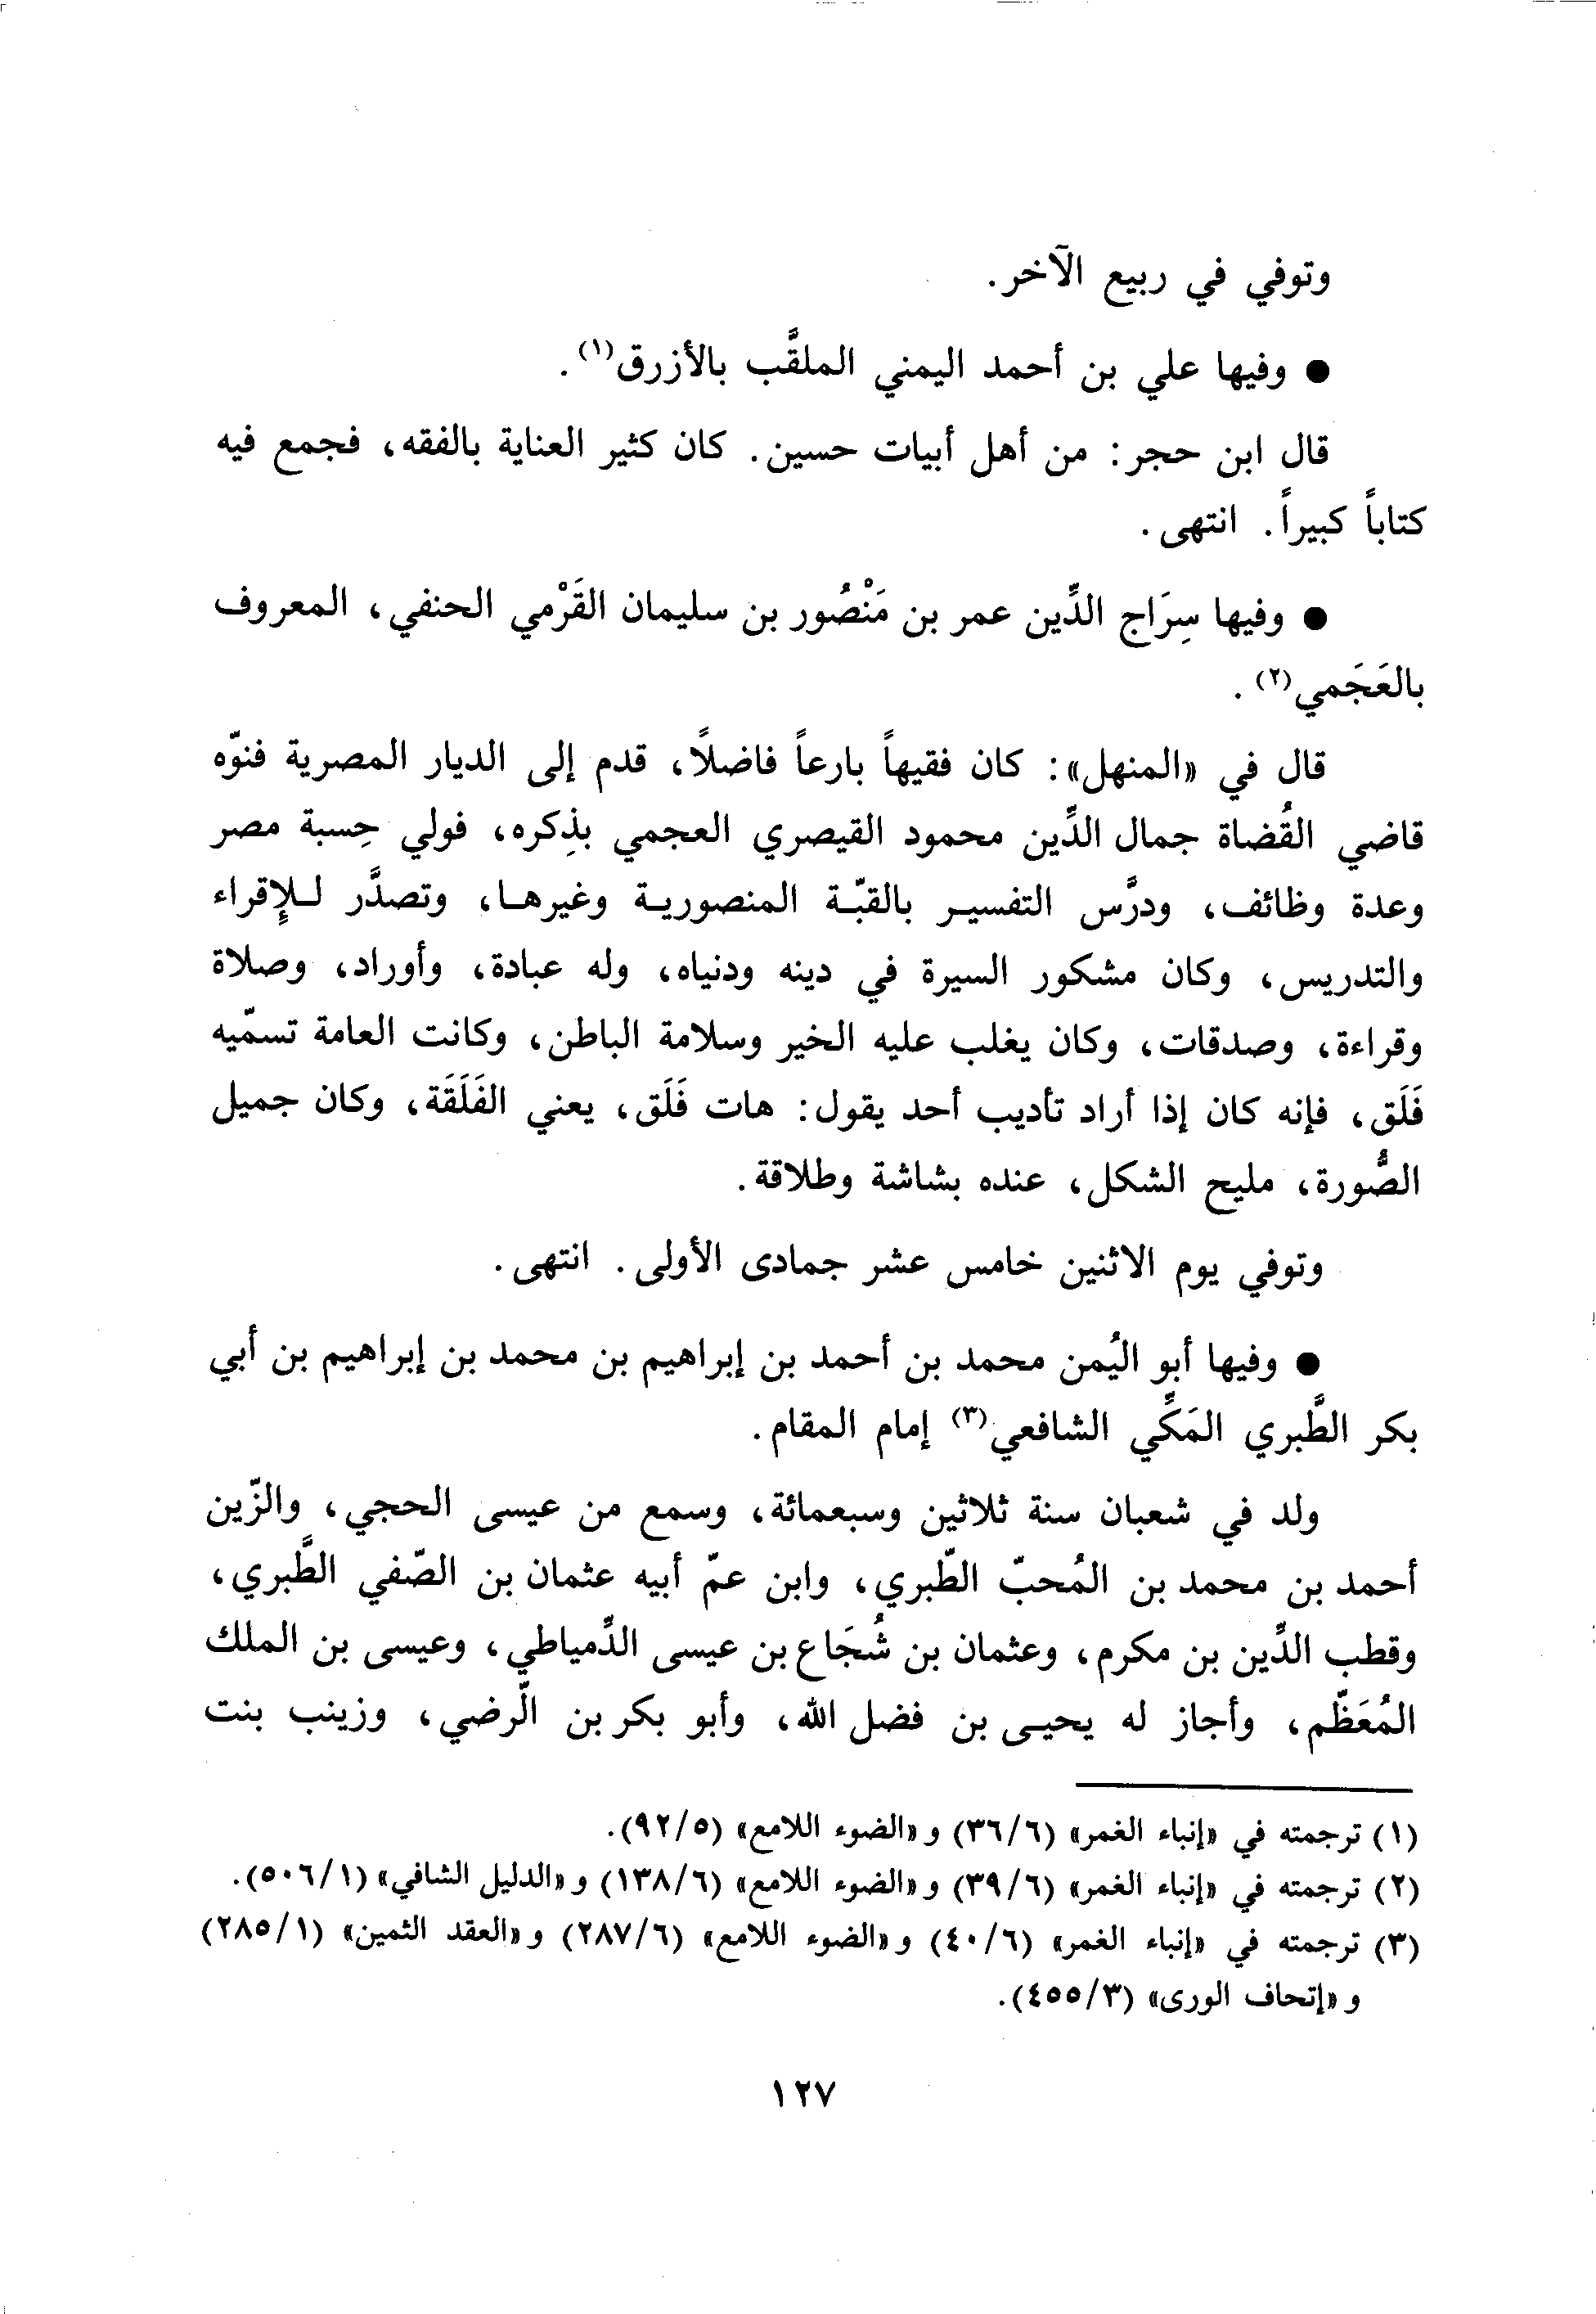 وتوفي في ربيع الآخر.
● وفيها علي بن أحمد اليمني الملقَّب بالأزرق(١).
قال ابن حجر: من أهل أبيات حسين. كان كثير العناية بالفقه، فجمع فيه
كتاباً كبيراً. انتهى.
● وفيها سِرَاج الدِّين عمر بن مَنْصُور بن سليمان القَرْمي الحنفي، المعروف
بالعَجَمي(٢).
قال في «المنهل»: كان فقيهاً بارعاً فاضلاً، قدم إلى الديار المصرية فنوّه
قاضي القُضاة جمال الدِّين محمود القيصري العجمي بذِكره، فولي حِسبة مصر
وعدة وظائف، ودرَّس التفسيـر بالقبّـة المنصوريـة وغيرهـا، وتصدَّر لـلإِقراء
والتدريس، وكان مشكور السيرة في دينه ودنياه، وله عبادة، وأوراد، وصلاة
وقراءة، وصدقات، وكان يغلب عليه الخير وسلامة الباطن، وكانت العامة تسمّيه
فَلَق، فإنه كان إذا أراد تأديب أحد يقول: هات فَلَق، يعني الفَلَقَة، وكان جميل
الصُّورة، مليح الشكل، عنده بشاشة وطلاقة.
وتوفي يوم الاثنين خامس عشر جمادى الأولى. انتهى.
● وفيها أبو اليُمن محمد بن أحمد بن إبراهيم بن محمد بن إبراهيم بن أبي
بكر الطَّبري المَكِّي الشافعي(٣) إمام المقام.
ولد في شعبان سنة ثلاثين وسبعمائة، وسمع من عيسى الحجي، والزّين
أحمد بن محمد بن المُحبّ الطّبري، وابن عمّ أبيه عثمان بن الصّفي الطَّبري،
وقطب الدِّين بن مكرم، وعثمان بن شُجَاع بن عيسى الدِّمياطي، وعيسى بن الملك
المُعَظّم، وأجاز له يحيـى بن فضل الله، وأبو بكر بن الّرضي، وزينب بنت
(١) ترجمته في «إنباء الغمر» (٣٦/٦) و «الضوء اللامع» (٩٢/٥).
(٢) ترجمته في «إنباء الغمر» (٣٩/٦) و «الضوء اللامع» (١٣٨/٦) و «الدليل الشافي» (٥٠٦/١).
(٣) ترجمته في «إنباء الغمر» (٤٠/٦) و «الضوء اللامع» (٢٨٧/٦) و «العقد الثمين» (٢٨٥/١)
و «إتحاف الورى» (٤٥٥/٣).
١٢٧